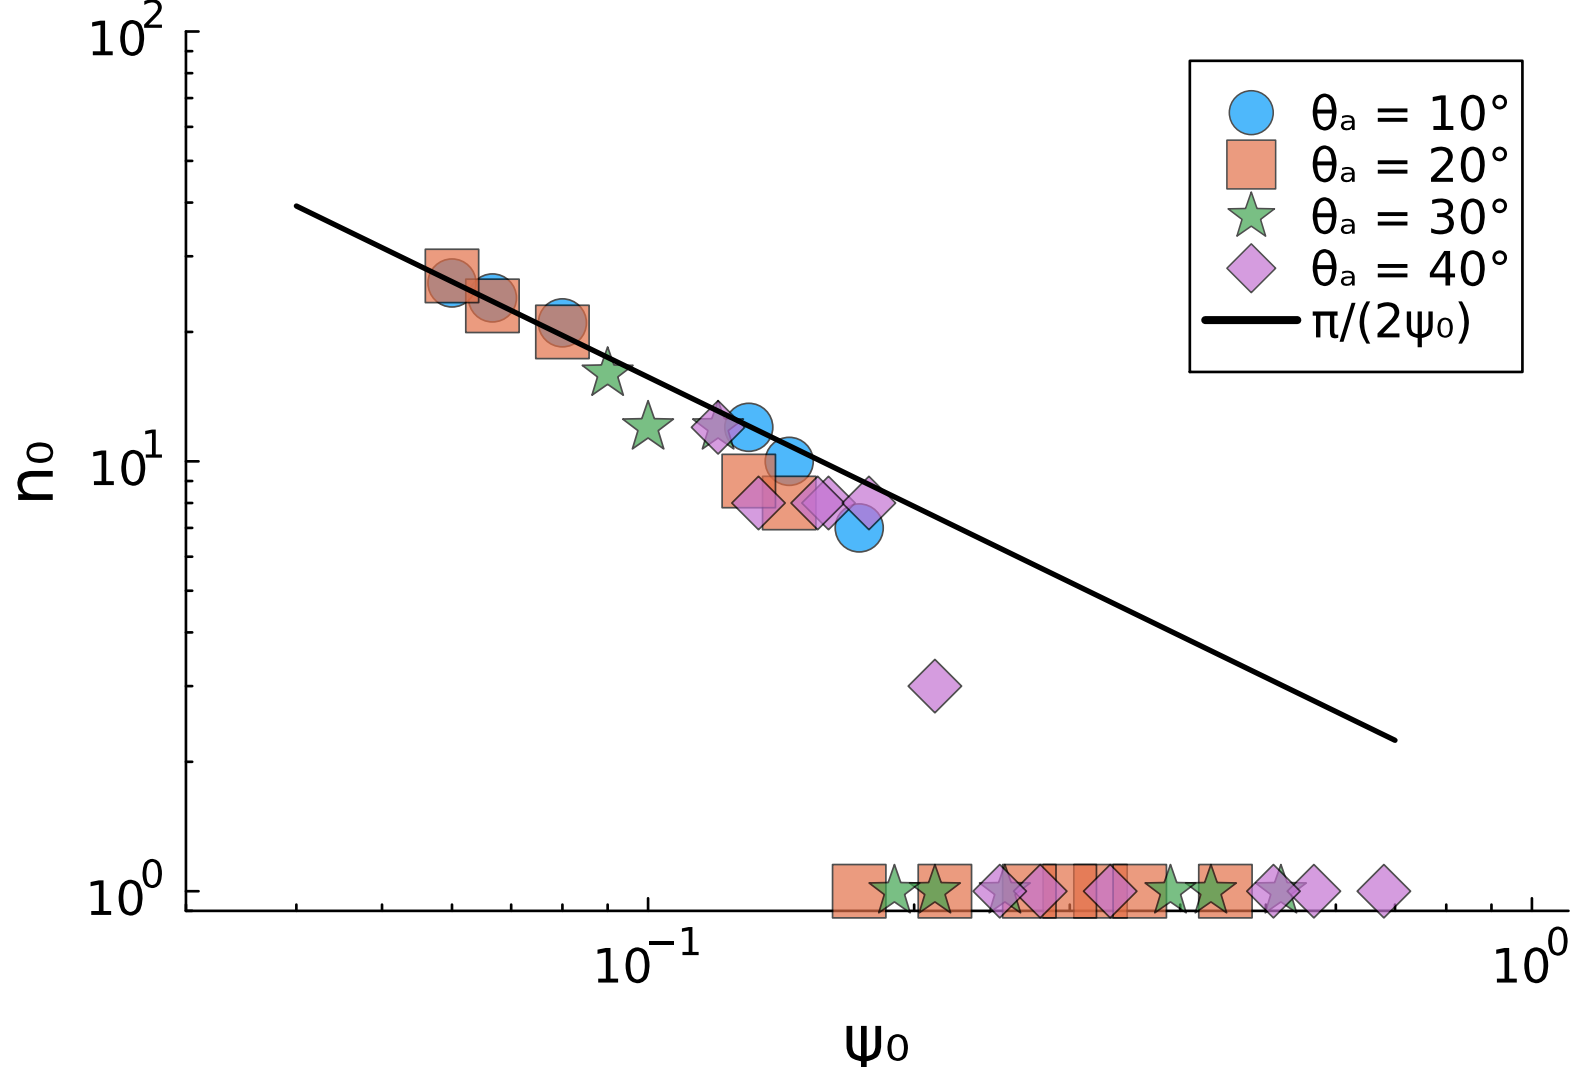 10²
θₐ = 10°
θₐ = 20°
θₐ = 30°
θₐ = 40°
π/(2ψ₀)
n₀
10¹
10⁰
10⁻¹
10⁰
ψ₀